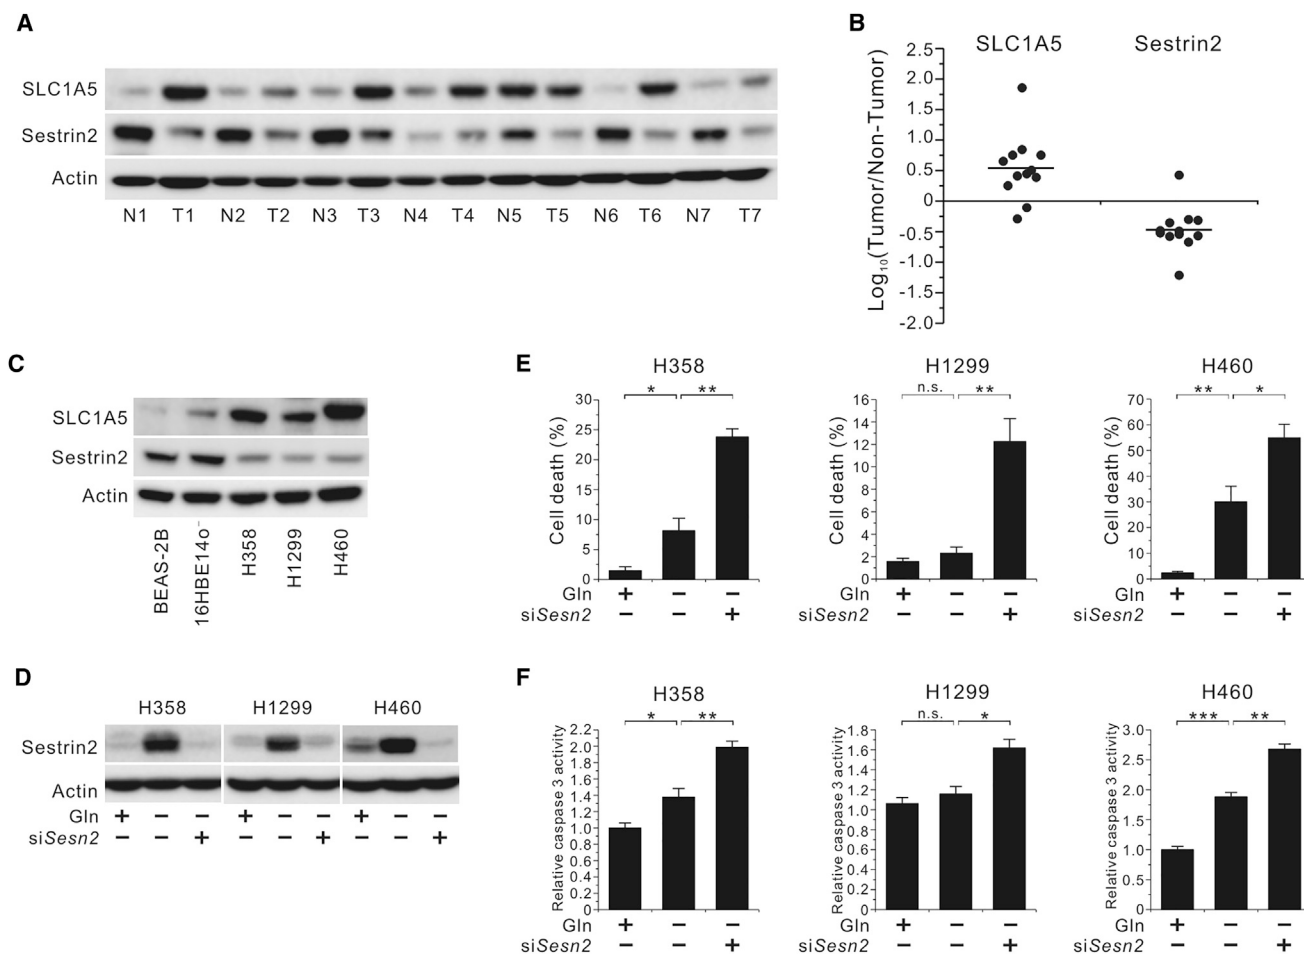 A
SLC1A5
Sestrin2
Actin
N1 T1 N2 T2 N3 T3 N4 T4 N5 T5 N6 T6 N7 T7
B
SLC1A5 Sestrin2
Log10(Tumor/Non-Tumor)
2.5
2.0
1.5
1.0
0.5
0
-0.5
-1.0
-1.5
-2.0
C
SLC1A5
Sestrin2
Actin
BEAS-2B
16HBE14o-
H358
H1299
H460
D
H358 H1299 H460
Sestrin2
Actin
Gln + − − + − − + − −
siSesn2 − − + − − + − − +
E
H358
* **
Cell death (%)
30
25
20
15
10
5
0
Gln + − −
siSesn2 − − +
H1299
n.s. **
Cell death (%)
16
14
12
10
8
6
4
2
0
Gln + − −
siSesn2 − − +
H460
** *
Cell death (%)
70
60
50
40
30
20
10
0
Gln + − −
siSesn2 − − +
F
H358
* **
Relative caspase 3 activity
2.2
2.0
1.8
1.6
1.4
1.2
1.0
0.8
0.6
0.4
0.2
0
Gln + − −
siSesn2 − − +
H1299
n.s. *
Relative caspase 3 activity
1.8
1.6
1.4
1.2
1.0
0.8
0.6
0.4
0.2
0
Gln + − −
siSesn2 − − +
H460
*** **
Relative caspase 3 activity
3.0
2.5
2.0
1.5
1.0
0.5
0
Gln + − −
siSesn2 − − +